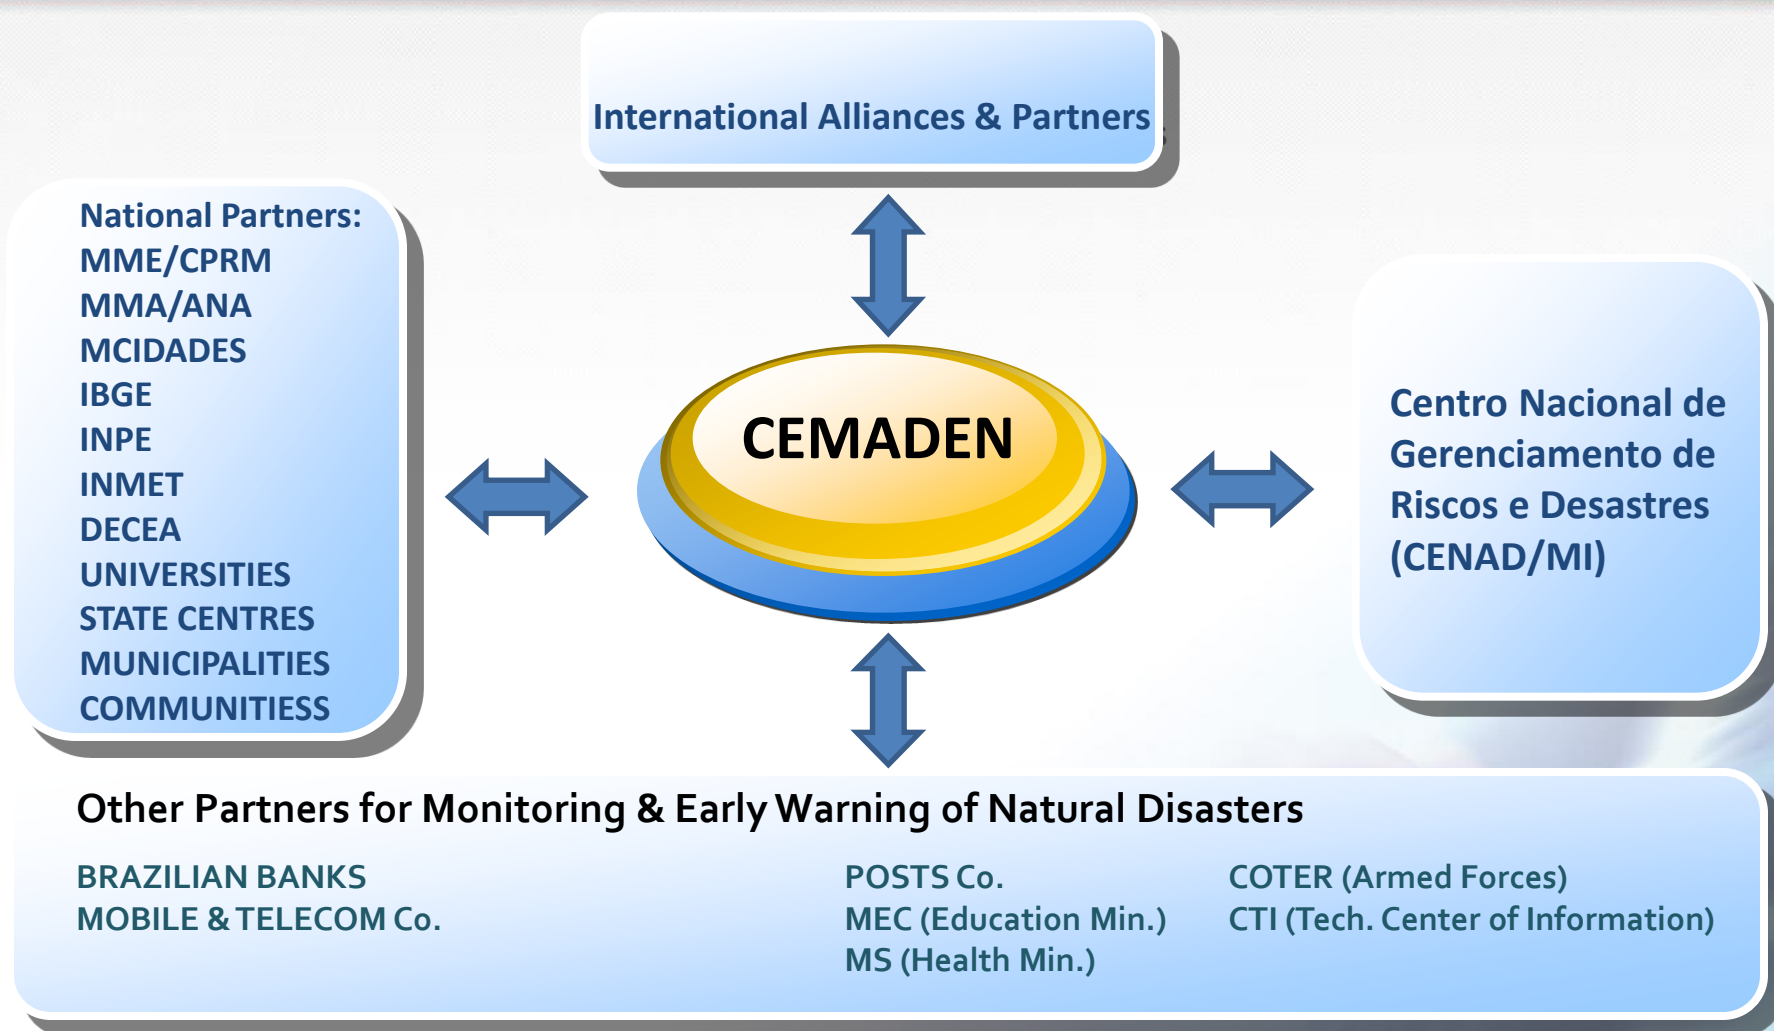 International Alliances & Partners
National Partners:
MME/CPRM
MMA/ANA
MCIDADES
IBGE
INPE
INMET
DECEA
UNIVERSITIES
STATE CENTRES
MUNICIPALITIES
COMMUNITIESS
CEMADEN
Centro Nacional de
Gerenciamento de
Riscos e Desastres
(CENAD/MI)
Other Partners for Monitoring & Early Warning of Natural Disasters
BRAZILIAN BANKS
MOBILE & TELECOM Co.
POSTS Co.
MEC (Education Min.)
MS (Health Min.)
COTER (Armed Forces)
CTI (Tech. Center of Information)